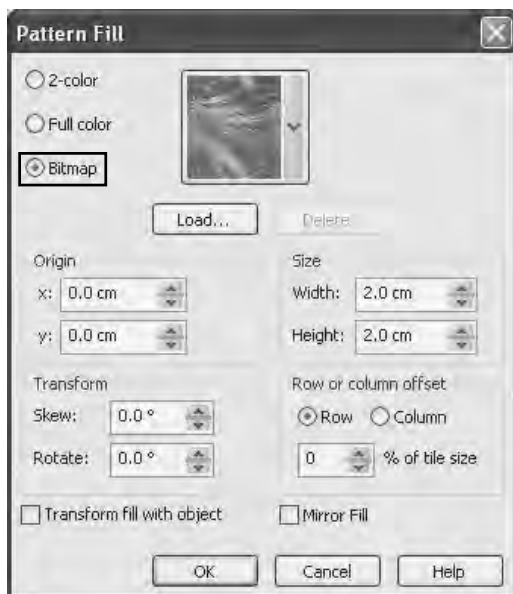 Pattern Fill
2-color
Full color
Bitmap
Load... Delete
Origin Size
x: 0.0 cm Width: 2.0 cm
y: 0.0 cm Height: 2.0 cm
Transform Row or column offset
Skew: 0.0 ° Row Column
Rotate: 0.0 ° 0 % of tile size
Transform fill with object Mirror Fill
OK Cancel Help